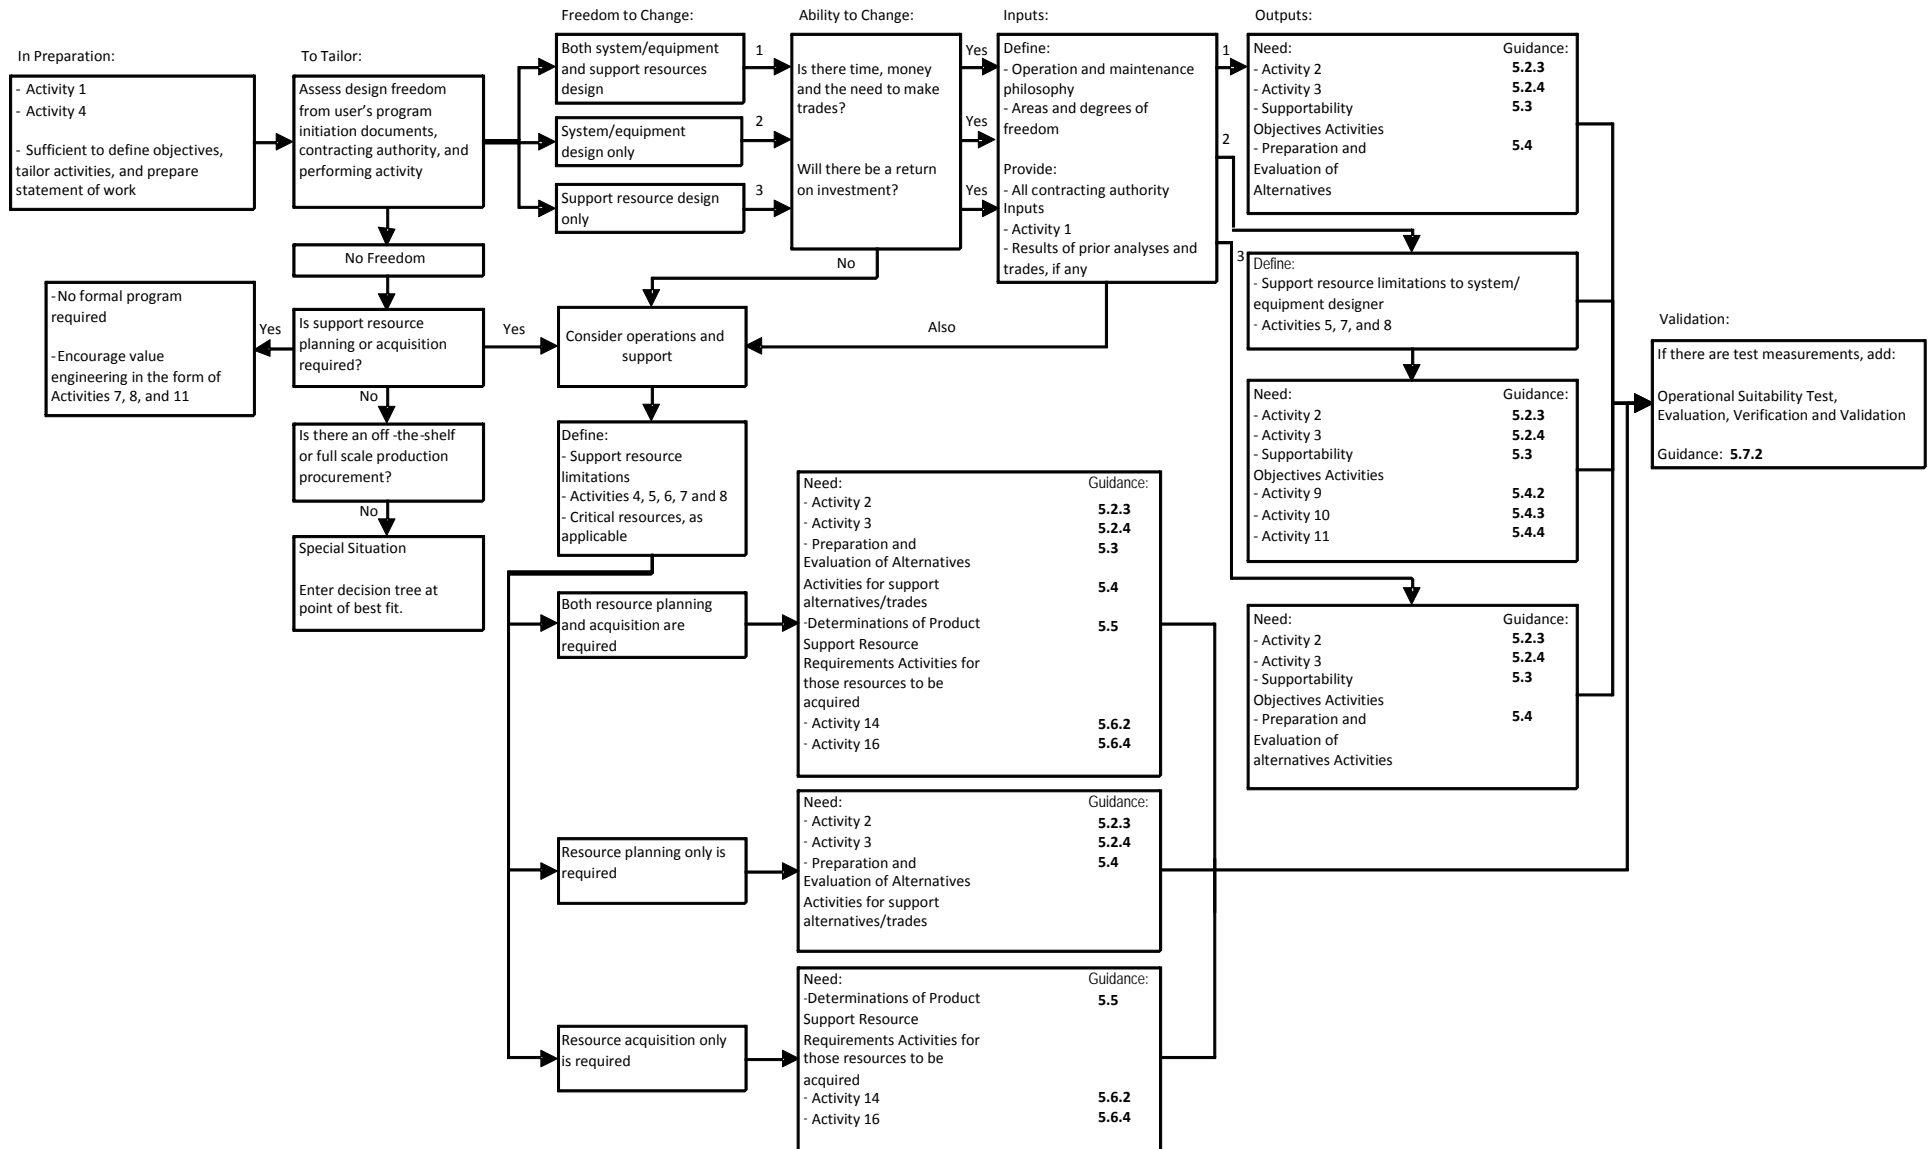 In Preparation:
- Activity 1
- Activity 4
- Sufficient to define objectives,
tailor activities, and prepare
statement of work
To Tailor:
Assess design freedom
from user's program
initiation documents,
contracting authority, and
performing activity
No Freedom
Is support resource
planning or acquisition
required?
Yes
-No formal program
required
-Encourage value
engineering in the form of
Activities 7, 8, and 11
No
Is there an off -the-shelf
or full scale production
procurement?
No
Special Situation
Enter decision tree at
point of best fit.
Freedom to Change:
Both system/equipment
and support resources
design
1
System/equipment
design only
2
Support resource design
only
3
Ability to Change:
Is there time, money
and the need to make
trades?
Will there be a return
on investment?
Yes
Yes
Yes
No
Yes
Consider operations and
support
Also
Define:
- Support resource
limitations
- Activities 4, 5, 6, 7 and 8
- Critical resources, as
applicable
Both resource planning
and acquisition are
required
Resource planning only is
required
Resource acquisition only
is required
Inputs:
Define:
- Operation and maintenance
philosophy
- Areas and degrees of
freedom
Provide:
- All contracting authority
Inputs
- Activity 1
- Results of prior analyses and
trades, if any
1
2
3
Need: Guidance:
- Activity 2 5.2.3
- Activity 3 5.2.4
- Preparation and 5.3
Evaluation of Alternatives
Activities for support 5.4
alternatives/trades
-Determinations of Product 5.5
Support Resource
Requirements Activities for
those resources to be
acquired
- Activity 14 5.6.2
- Activity 16 5.6.4
Need: Guidance:
- Activity 2 5.2.3
- Activity 3 5.2.4
- Preparation and 5.4
Evaluation of Alternatives
Activities for support
alternatives/trades
Need: Guidance:
-Determinations of Product 5.5
Support Resource
Requirements Activities for
those resources to be
acquired
- Activity 14 5.6.2
- Activity 16 5.6.4
Outputs:
Need: Guidance:
- Activity 2 5.2.3
- Activity 3 5.2.4
- Supportability 5.3
Objectives Activities
- Preparation and 5.4
Evaluation of
Alternatives
Define:
- Support resource limitations to system/
equipment designer
- Activities 5, 7, and 8
Need: Guidance:
- Activity 2 5.2.3
- Activity 3 5.2.4
- Supportability 5.3
Objectives Activities
- Activity 9 5.4.2
- Activity 10 5.4.3
- Activity 11 5.4.4
Need: Guidance:
- Activity 2 5.2.3
- Activity 3 5.2.4
- Supportability 5.3
Objectives Activities
- Preparation and 5.4
Evaluation of
alternatives Activities
Validation:
If there are test measurements, add:
Operational Suitability Test,
Evaluation, Verification and Validation
Guidance: 5.7.2